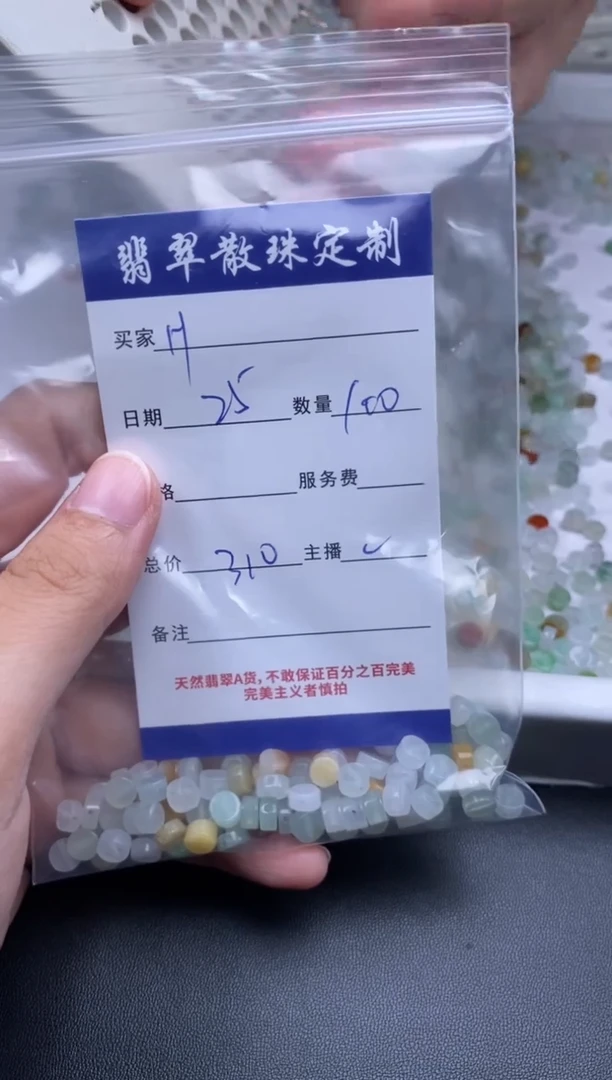 翡翠散珠定制
买家 H
日期 25 数量 100
格 服务费
总价 310 主播 ✓
备注
天然翡翠A货，不敢保证百分之百完美
完美主义者慎拍